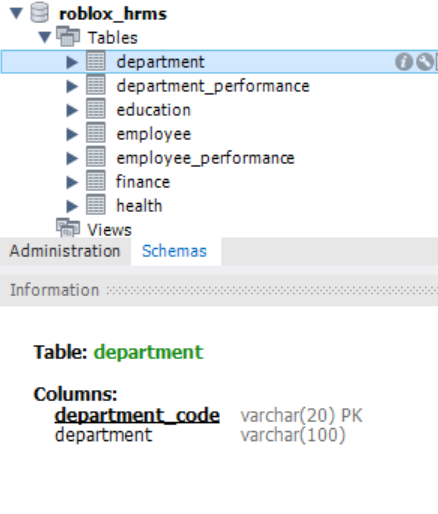 roblox_hrms
Tables
department
department_performance
education
employee
employee_performance
finance
health
Views
Administration Schemas
Information
Table: department
Columns:
department_code varchar(20) PK
department varchar(100)